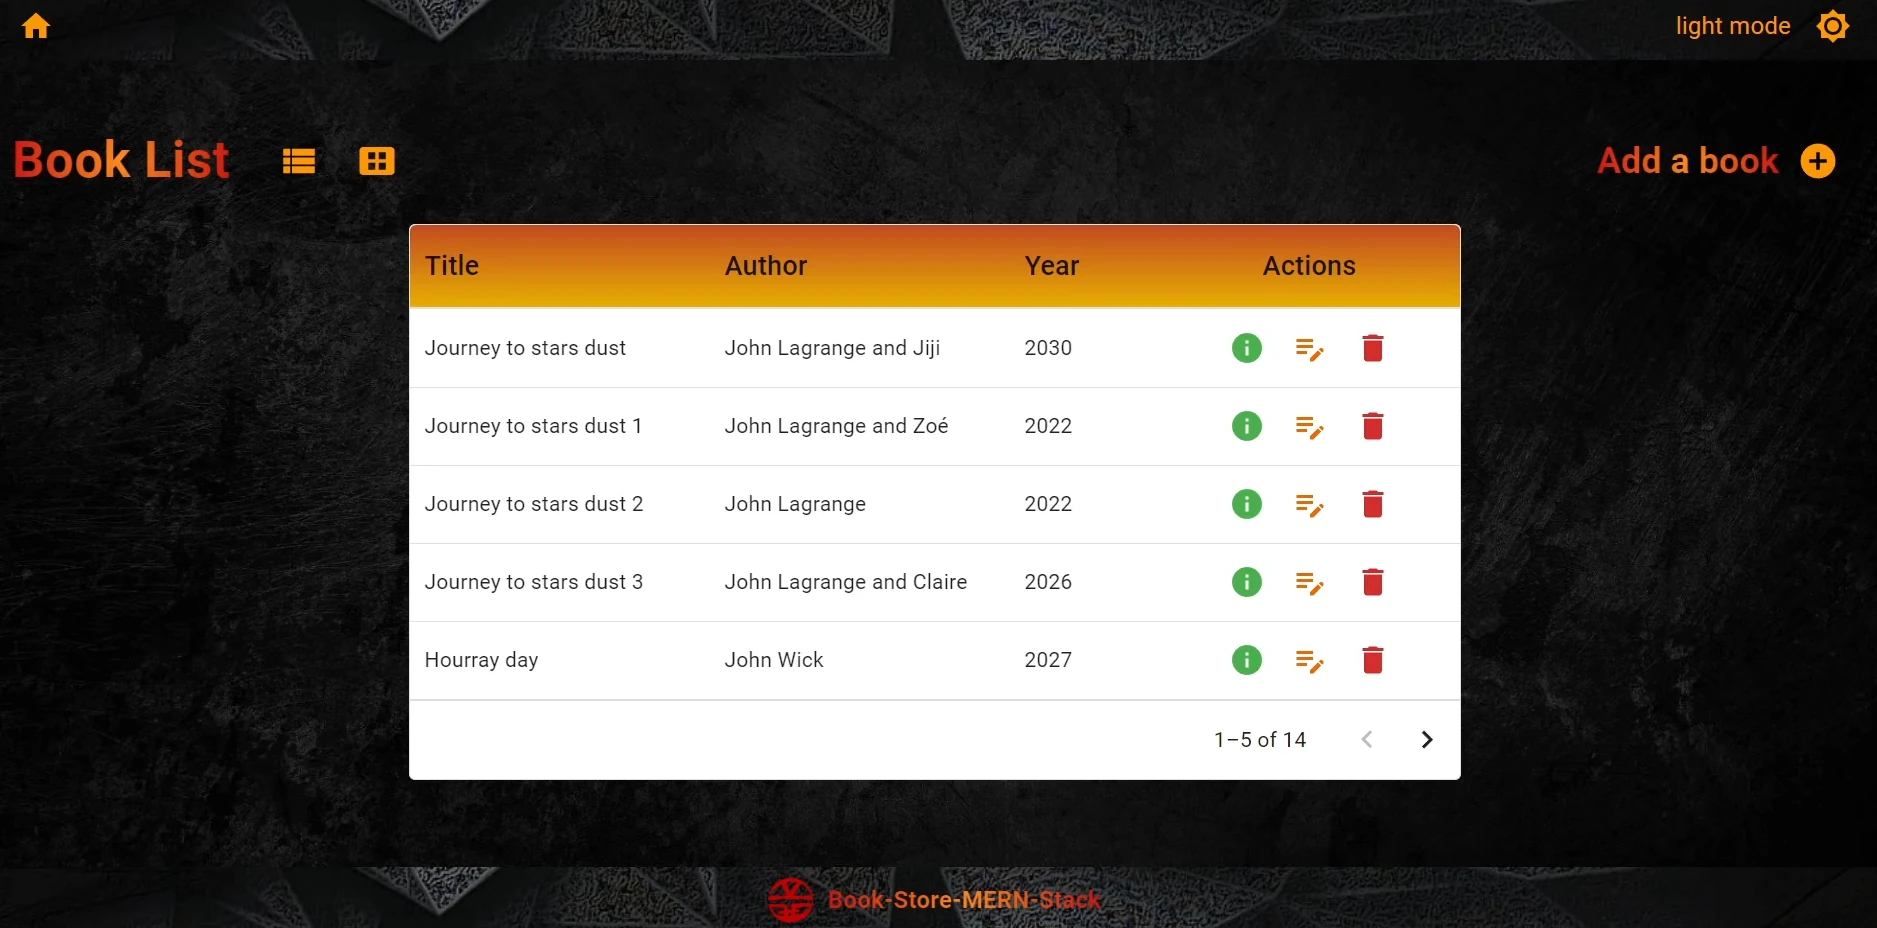 light mode
Book List
Add a book
Title Author Year Actions
Journey to stars dust John Lagrange and Jiji 2030
Journey to stars dust 1 John Lagrange and Zoé 2022
Journey to stars dust 2 John Lagrange 2022
Journey to stars dust 3 John Lagrange and Claire 2026
Hourray day John Wick 2027
1–5 of 14
Book-Store-MERN-Stack